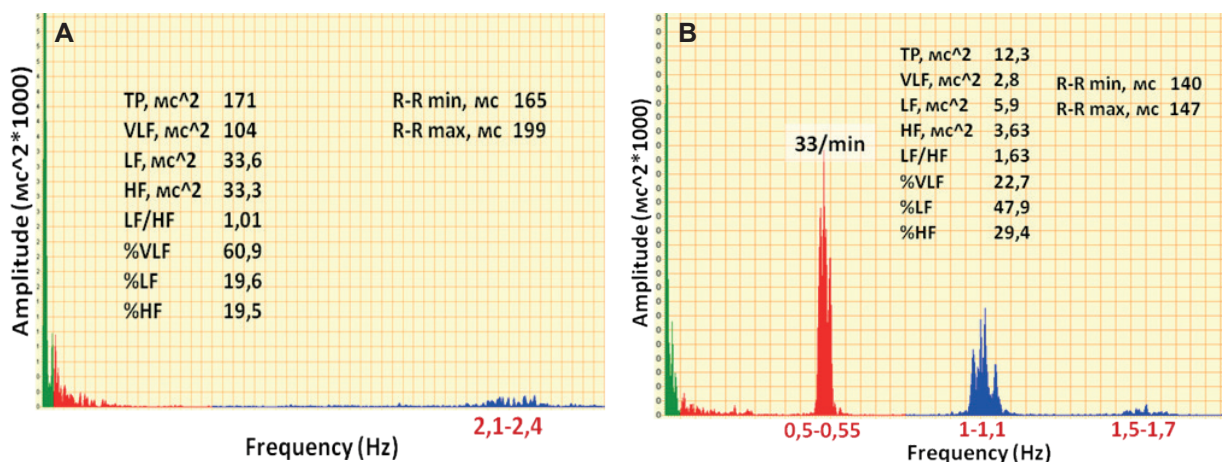 A
Amplitude (мс^2*1000)
TP, мс^2 171
VLF, мс^2 104
LF, мс^2 33,6
HF, мс^2 33,3
LF/HF 1,01
%VLF 60,9
%LF 19,6
%HF 19,5
R-R min, мс 165
R-R max, мс 199
2,1-2,4
Frequency (Hz)
B
Amplitude (мс^2*1000)
TP, мс^2 12,3
VLF, мс^2 2,8
LF, мс^2 5,9
HF, мс^2 3,63
LF/HF 1,63
%VLF 22,7
%LF 47,9
%HF 29,4
R-R min, мс 140
R-R max, мс 147
33/min
0,5-0,55 1-1,1 1,5-1,7
Frequency (Hz)